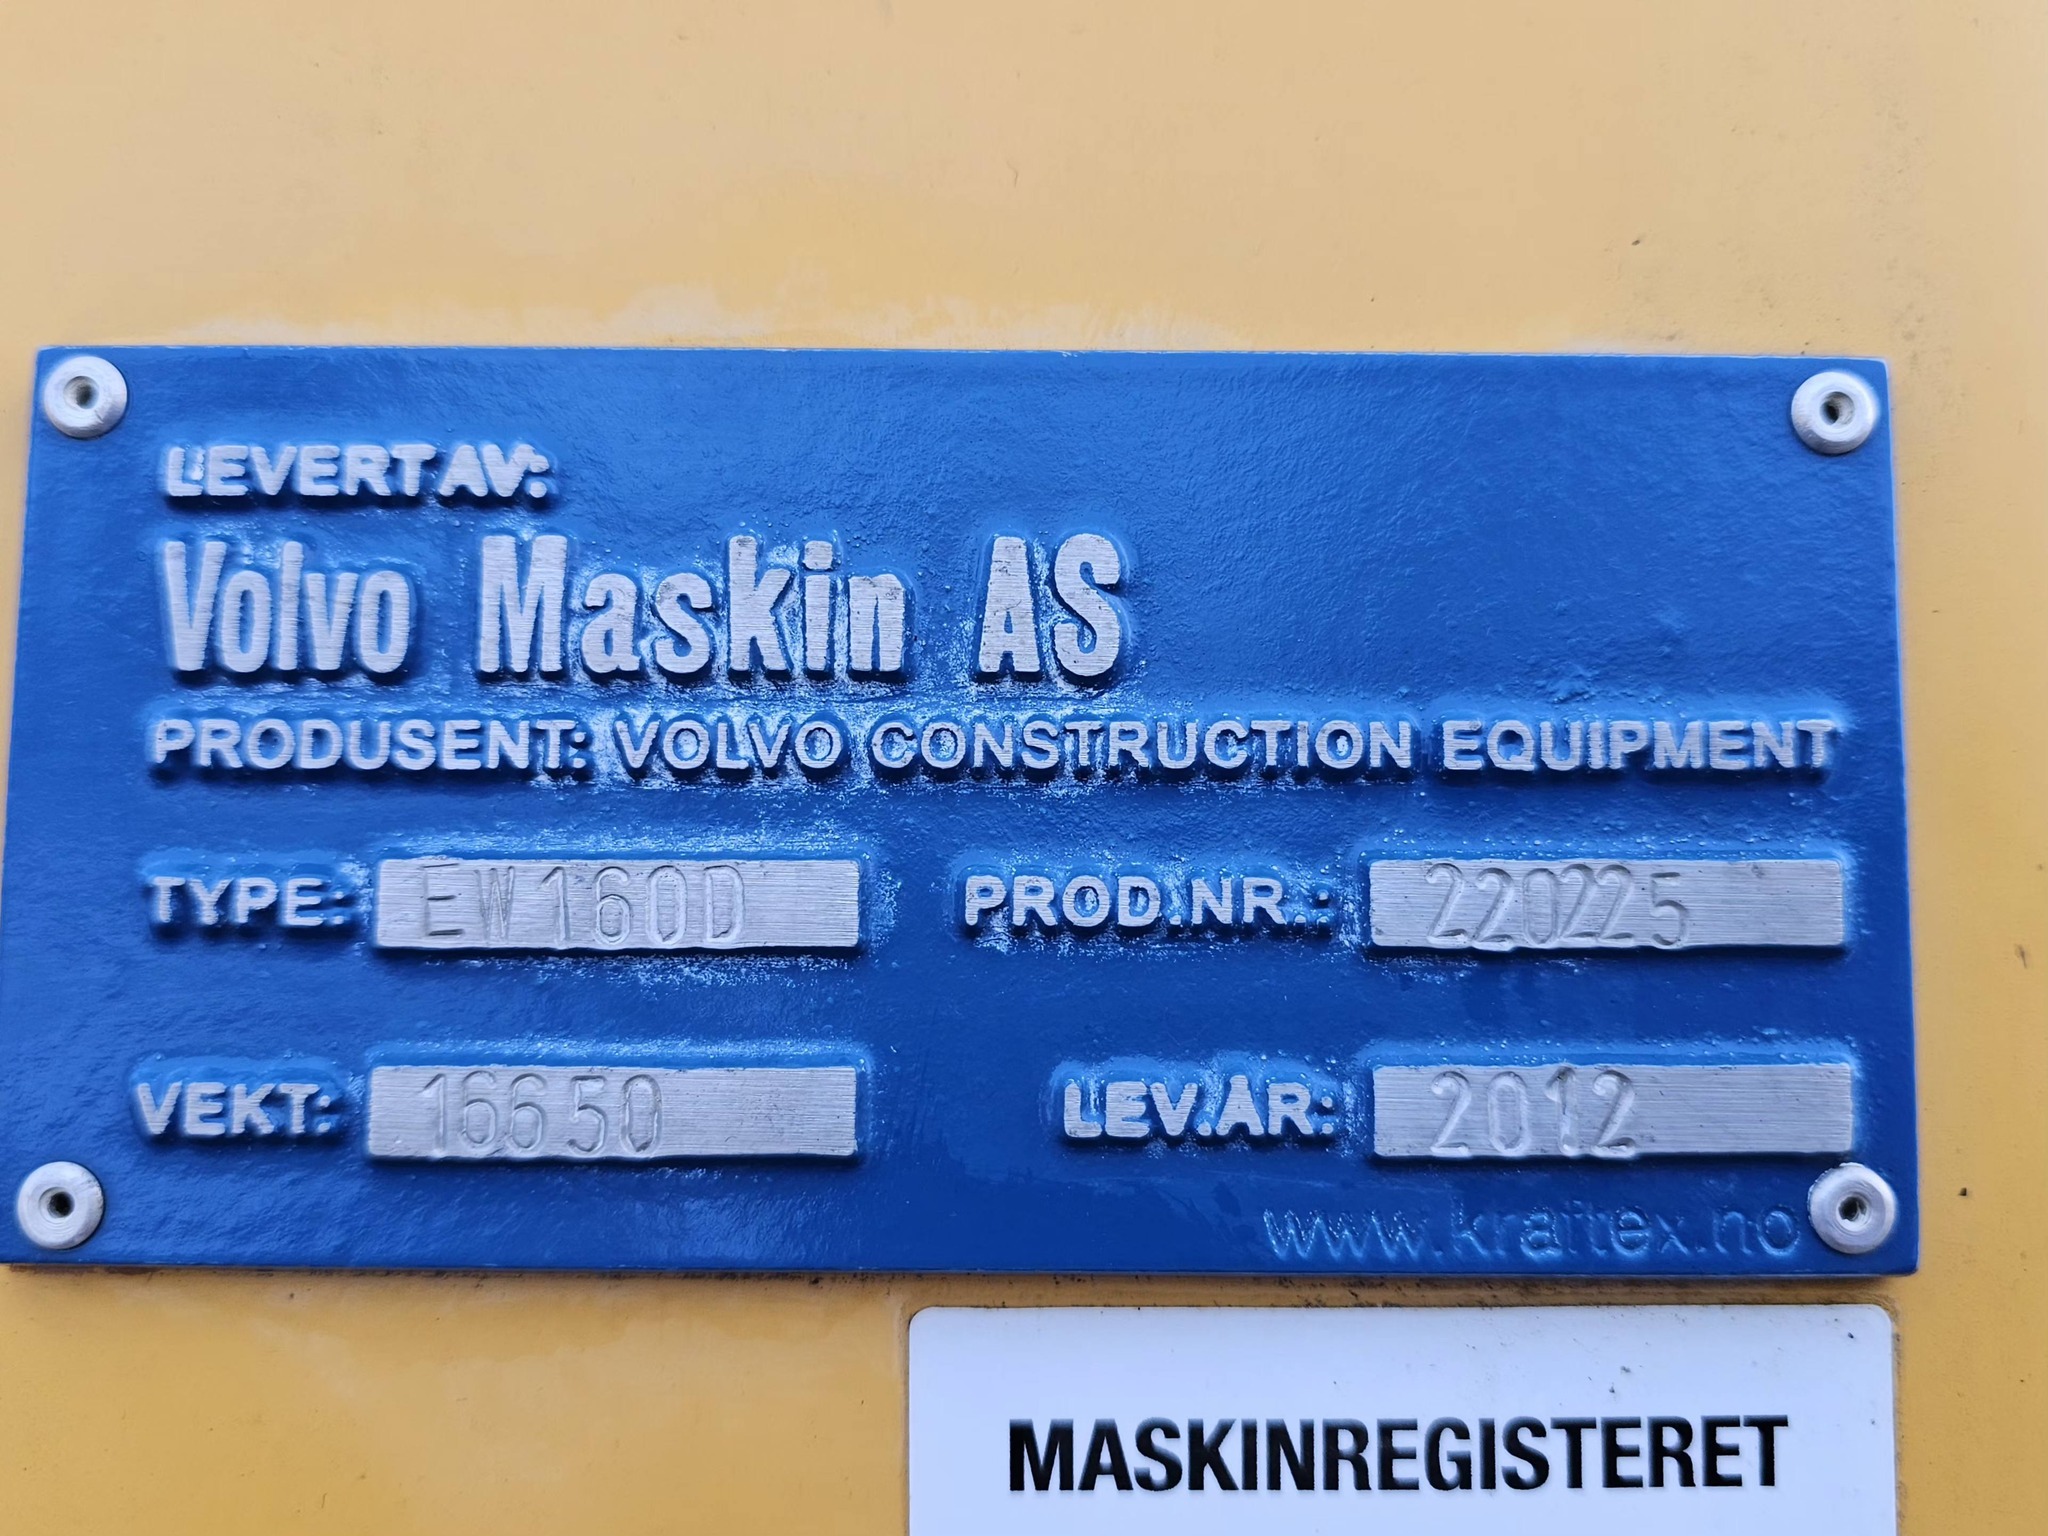 LEVERT AV:
Volvo Maskin AS
PRODUSENT: VOLVO CONSTRUCTION EQUIPMENT
TYPE: EW160D PROD.NR.: 220225
VEKT: 16650 LEV.ÅR: 2012
www.kraftex.no
MASKINREGISTERET